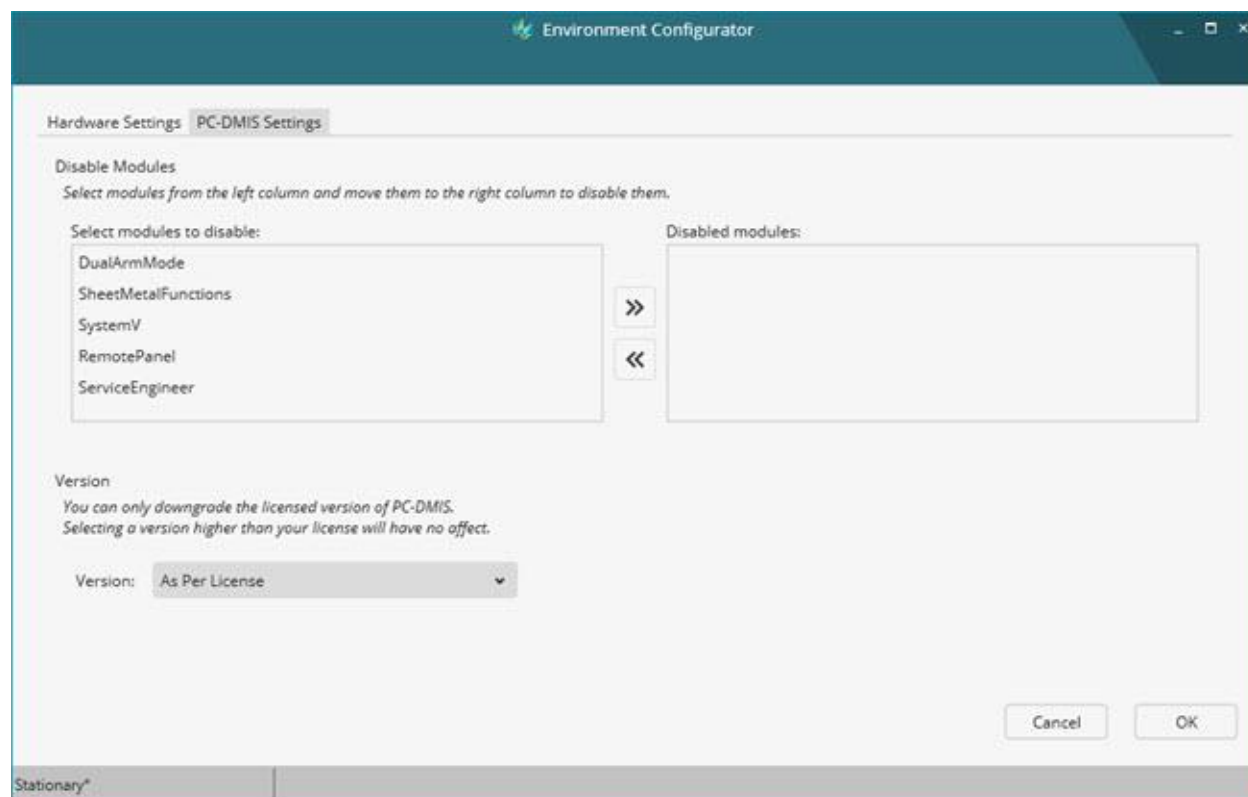 Environment Configurator
Hardware Settings PC-DMIS Settings
Disable Modules
Select modules from the left column and move them to the right column to disable them.
Select modules to disable:
Disabled modules:
DualArmMode
SheetMetalFunctions
SystemV
RemotePanel
ServiceEngineer
Version
You can only downgrade the licensed version of PC-DMIS.
Selecting a version higher than your license will have no affect.
Version: As Per License
Cancel OK
Stationary*